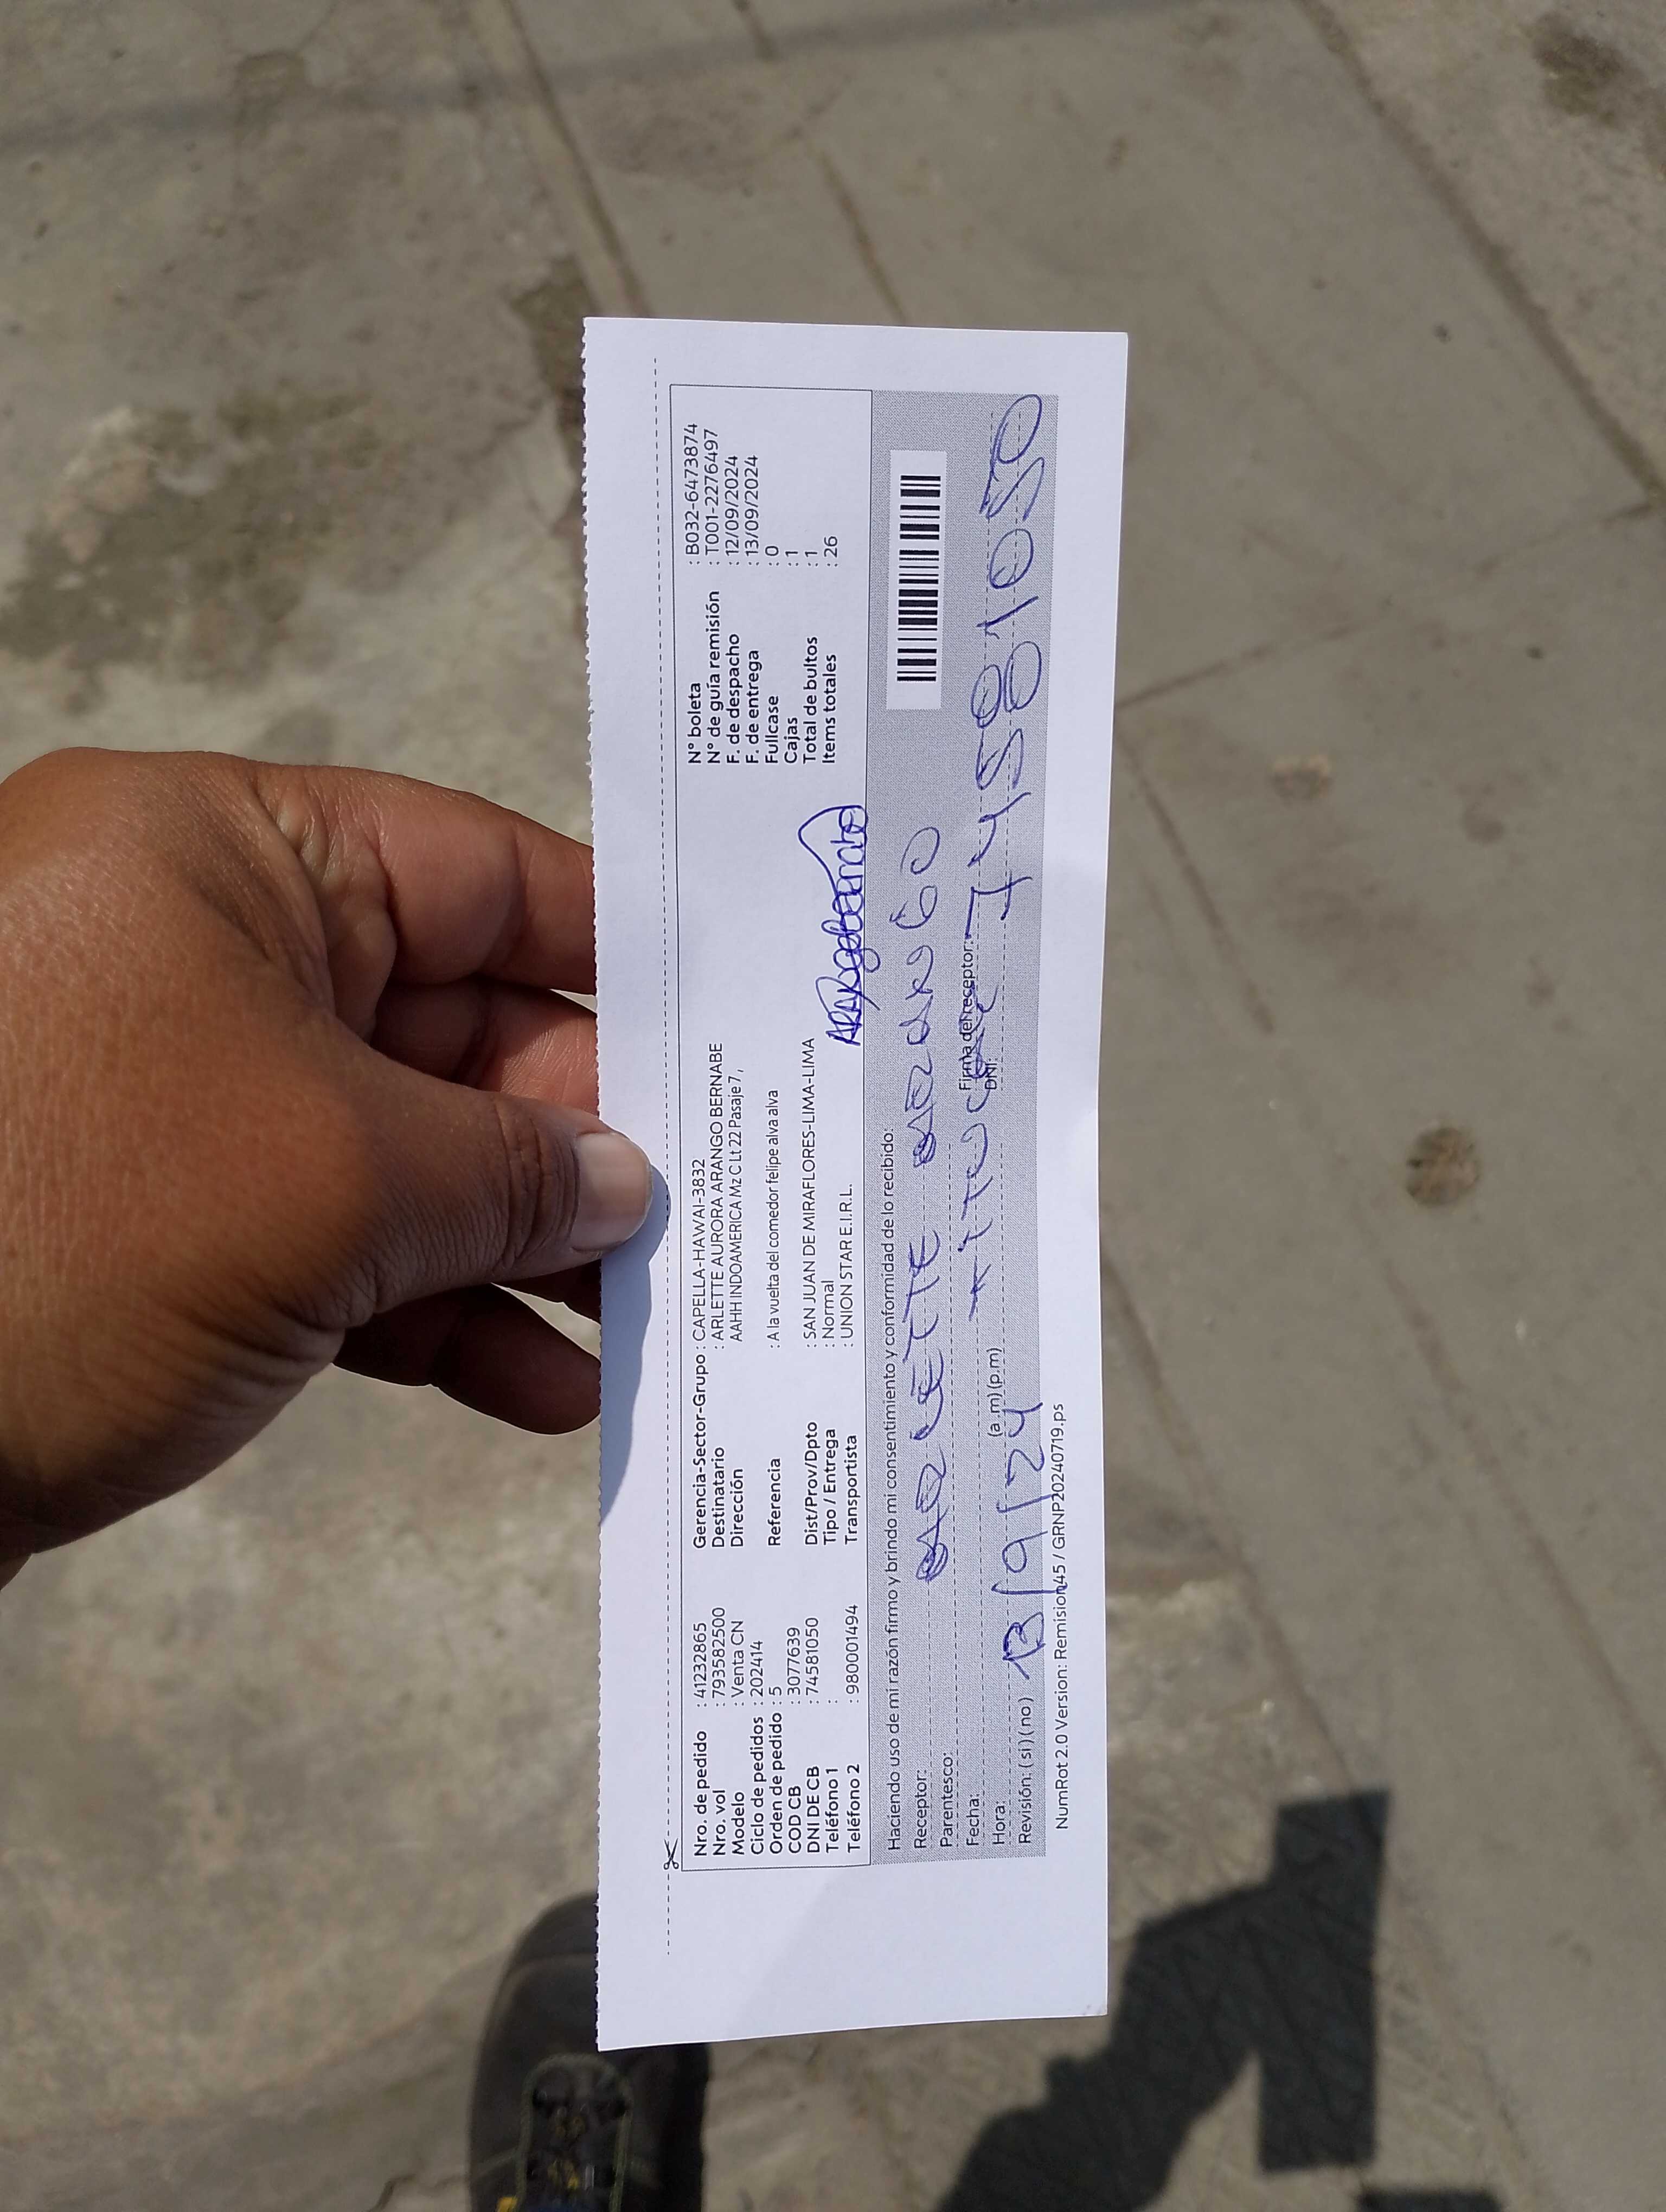 Nro. de pedido : 41232865 Gerencia-Sector-Grupo : CAPELLA-HAWAI-3832 N° boleta : B032-6473874
Nro. vol : 793582500 Destinatario : ARLETTE AURORA ARANGO BERNABE N° de guía remisión : T001-2276497
Modelo : Venta CN Dirección AAHH INDOAMERICA Mz C Lt 22 Pasaje 7, F. de despacho : 12/09/2024
Ciclo de pedidos : 202414 F. de entrega : 13/09/2024
Orden de pedido : 5 Referencia : A la vuelta del comedor felipe alva alva Fullcase : 0
COD CB : 3077639 Cajas : 1
DNI DE CB : 74581050 Dist/Prov/Dpto : SAN JUAN DE MIRAFLORES-LIMA-LIMA Total de bultos : 1
Teléfono 1 : Tipo / Entrega : Normal Items totales : 26
Teléfono 2 : 980001494 Transportista : UNION STAR E.I.R.L.
Haciendo uso de mi razón firmo y brindo mi consentimiento y conformidad de lo recibido:
Receptor: ARLETTE ARANGO
Parentesco: TITULAR
Firma del receptor:
Fecha: 13/9/24
DNI: 74581050
Hora: (a.m) (p.m)
Revisión: (si) (no)
NumRot 2.0 Version: Remision45 / GRNP20240719.ps